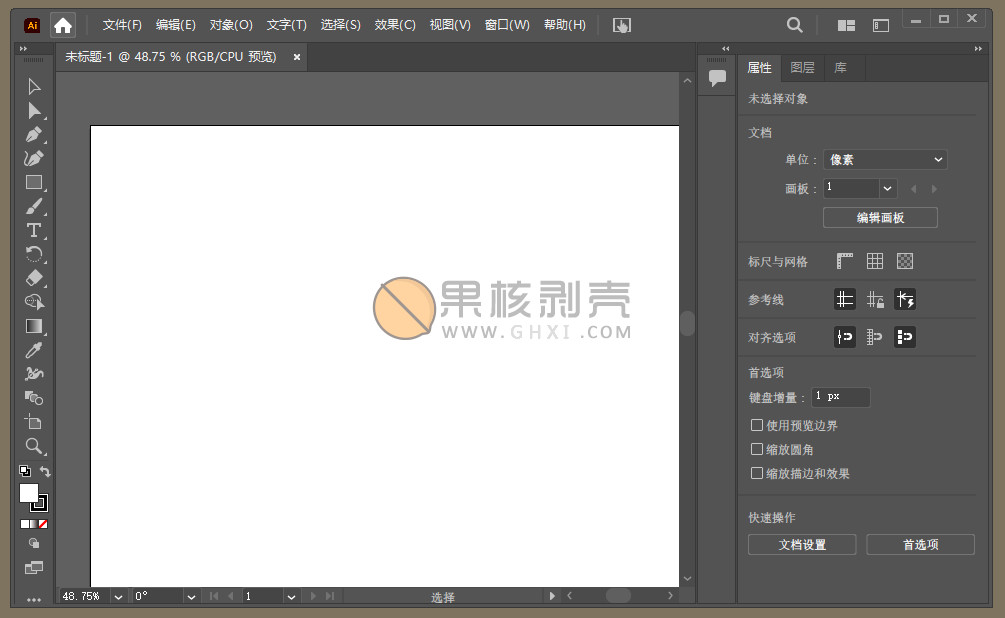 Ai 文件(F) 编辑(E) 对象(O) 文字(T) 选择(S) 效果(C) 视图(V) 窗口(W) 帮助(H)
未标题-1 @ 48.75 % (RGB/CPU 预览) ×
属性 图层 库
未选择对象
文档
单位： 像素
画板： 1
编辑画板
标尺与网格
参考线
对齐选项
首选项
键盘增量： 1 px
使用预览边界
缩放圆角
缩放描边和效果
快速操作
文档设置 首选项
果核剥壳
WWW.GHXI.COM
48.75% 0° 1 选择